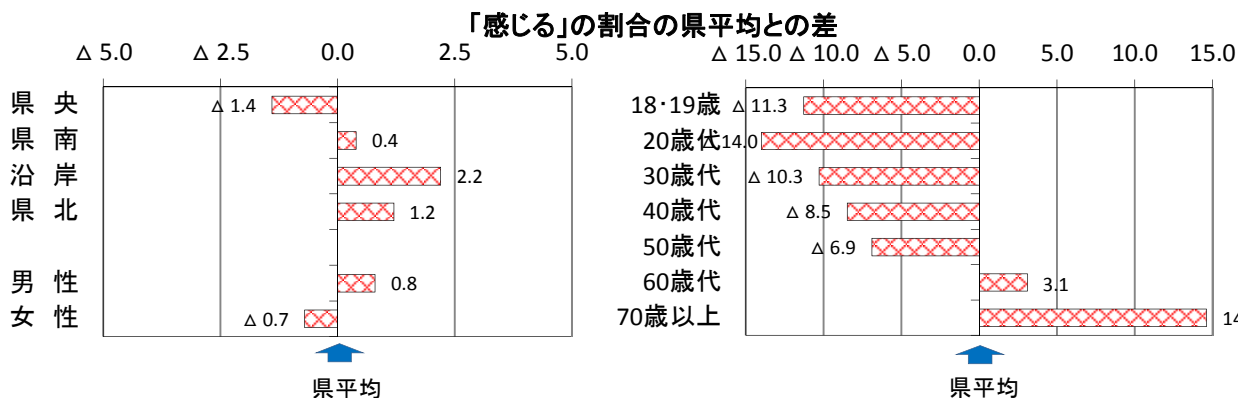 「感じる」の割合の県平均との差
△ 5.0 △ 2.5 0.0 2.5 5.0
県 央 △ 1.4
県 南 0.4
沿 岸 2.2
県 北 1.2
男 性 0.8
女 性 △ 0.7
県平均
△ 15.0 △ 10.0 △ 5.0 0.0 5.0 10.0 15.0
18・19歳 △ 11.3
20歳代 △ 14.0
30歳代 △ 10.3
40歳代 △ 8.5
50歳代 △ 6.9
60歳代 3.1
70歳以上 14
県平均